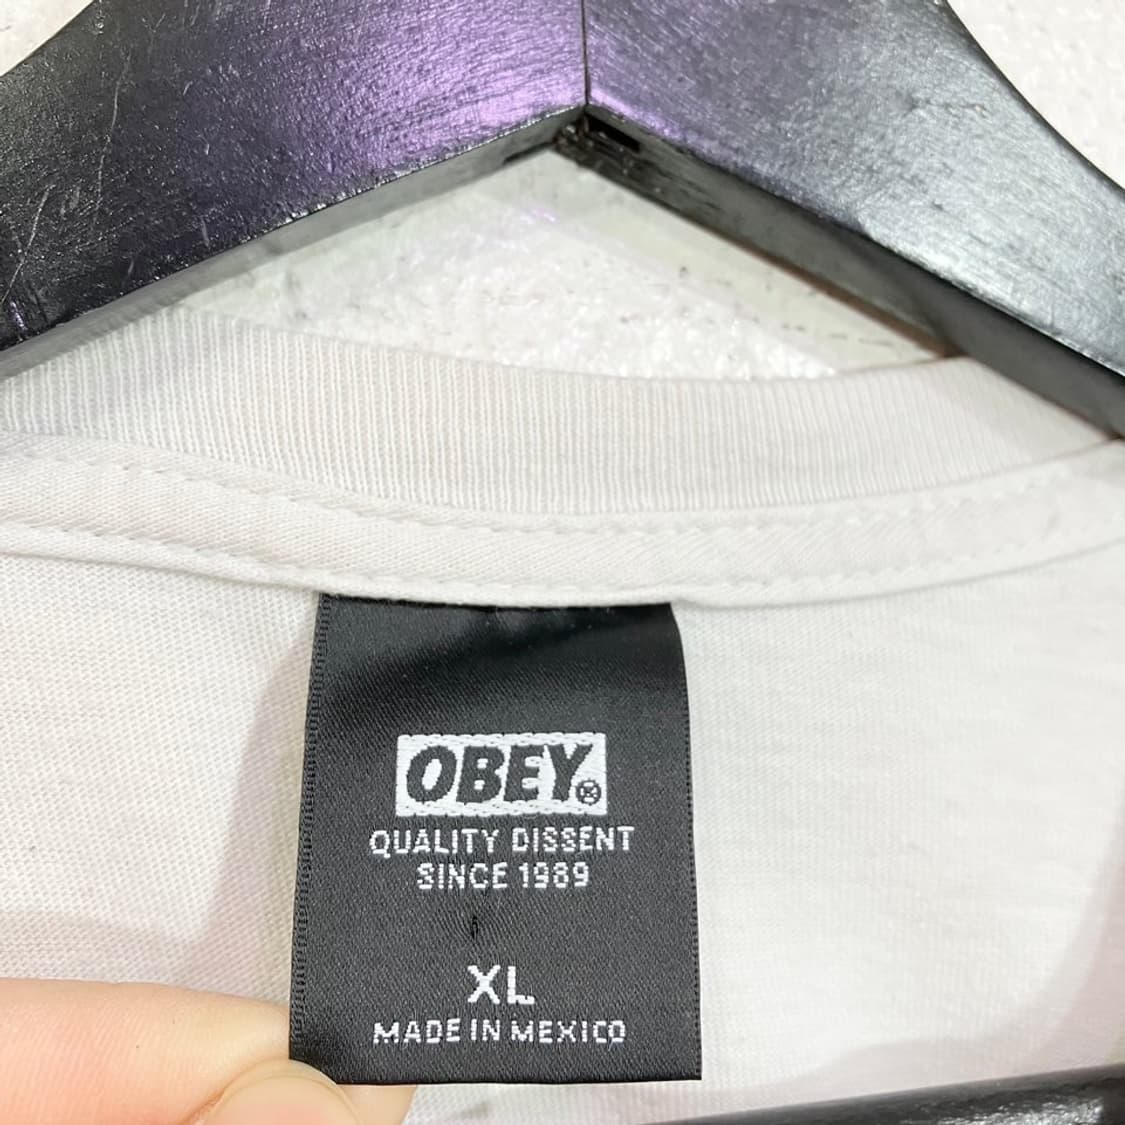 OBEY®
QUALITY DISSENT
SINCE 1989
XL
MADE IN MEXICO